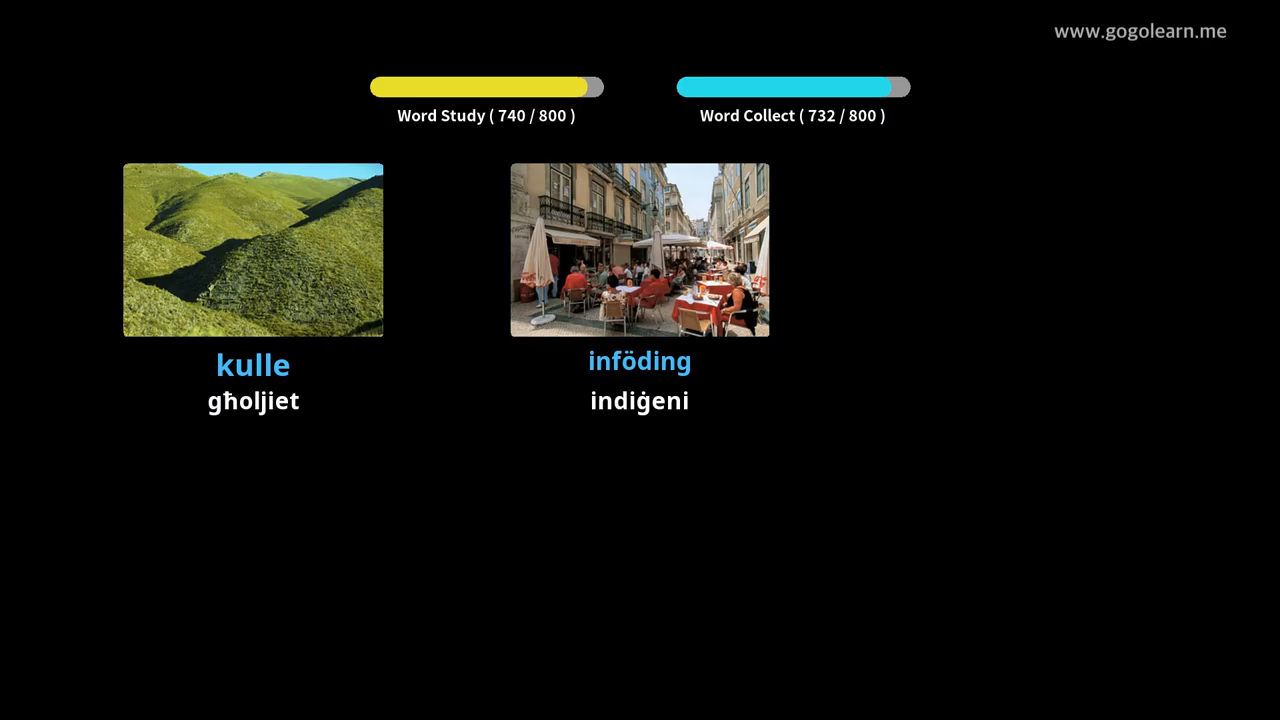 www.gogolearn.me
Word Study ( 740 / 800 )
Word Collect ( 732 / 800 )
kulle
għoljiet
inföding
indiġeni